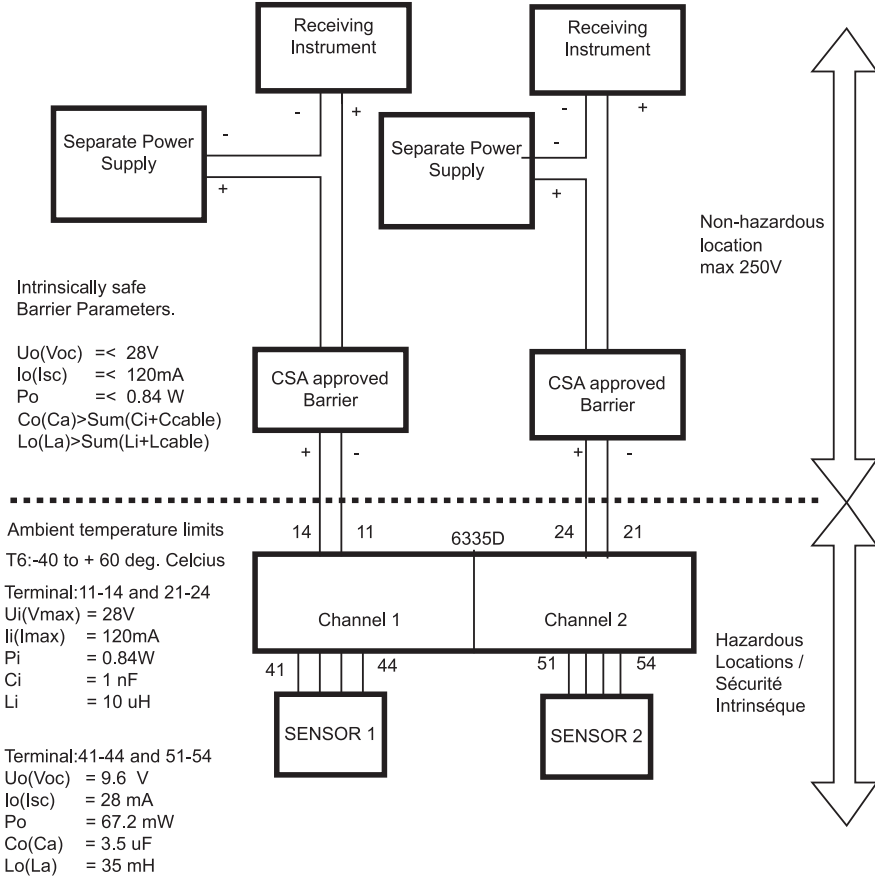 Receiving
Instrument
Receiving
Instrument
- +
- +
Separate Power
Supply
-
+
Separate Power
Supply
-
+
Non-hazardous
location
max 250V
Intrinsically safe
Barrier Parameters.
Uo(Voc) =< 28V
Io(Isc) =< 120mA
Po =< 0.84 W
Co(Ca)>Sum(Ci+Ccable)
Lo(La)>Sum(Li+Lcable)
CSA approved
Barrier
CSA approved
Barrier
+ -
+ -
Ambient temperature limits
T6:-40 to + 60 deg. Celcius
14 11 6335D 24 21
Terminal:11-14 and 21-24
Ui(Vmax) = 28V
Ii(Imax) = 120mA
Pi = 0.84W
Ci = 1 nF
Li = 10 uH
Channel 1
Channel 2
41 44
51 54
SENSOR 1
SENSOR 2
Hazardous
Locations /
Sécurité
Intrinséque
Terminal:41-44 and 51-54
Uo(Voc) = 9.6 V
Io(Isc) = 28 mA
Po = 67.2 mW
Co(Ca) = 3.5 uF
Lo(La) = 35 mH